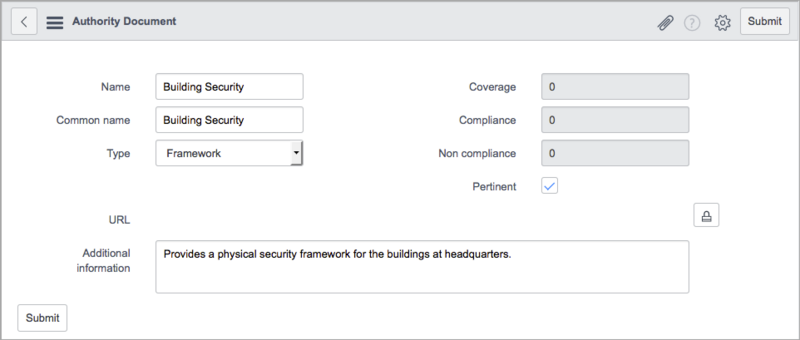 Authority Document
Submit
Name
Building Security
Coverage
0
Common name
Building Security
Compliance
0
Type
Framework
Non compliance
0
Pertinent
URL
Additional
information
Provides a physical security framework for the buildings at headquarters.
Submit